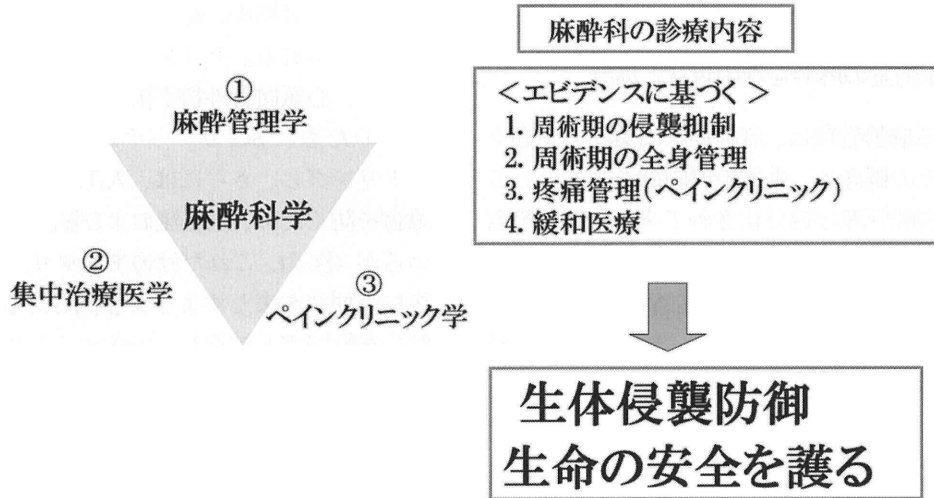 ①
麻酔管理学
麻酔科学
②
集中治療医学
③
ペインクリニック学
麻酔科の診療内容
＜エビデンスに基づく＞
1. 周術期の侵襲抑制
2. 周術期の全身管理
3. 疼痛管理(ペインクリニック)
4. 緩和医療
生体侵襲防御
生命の安全を護る